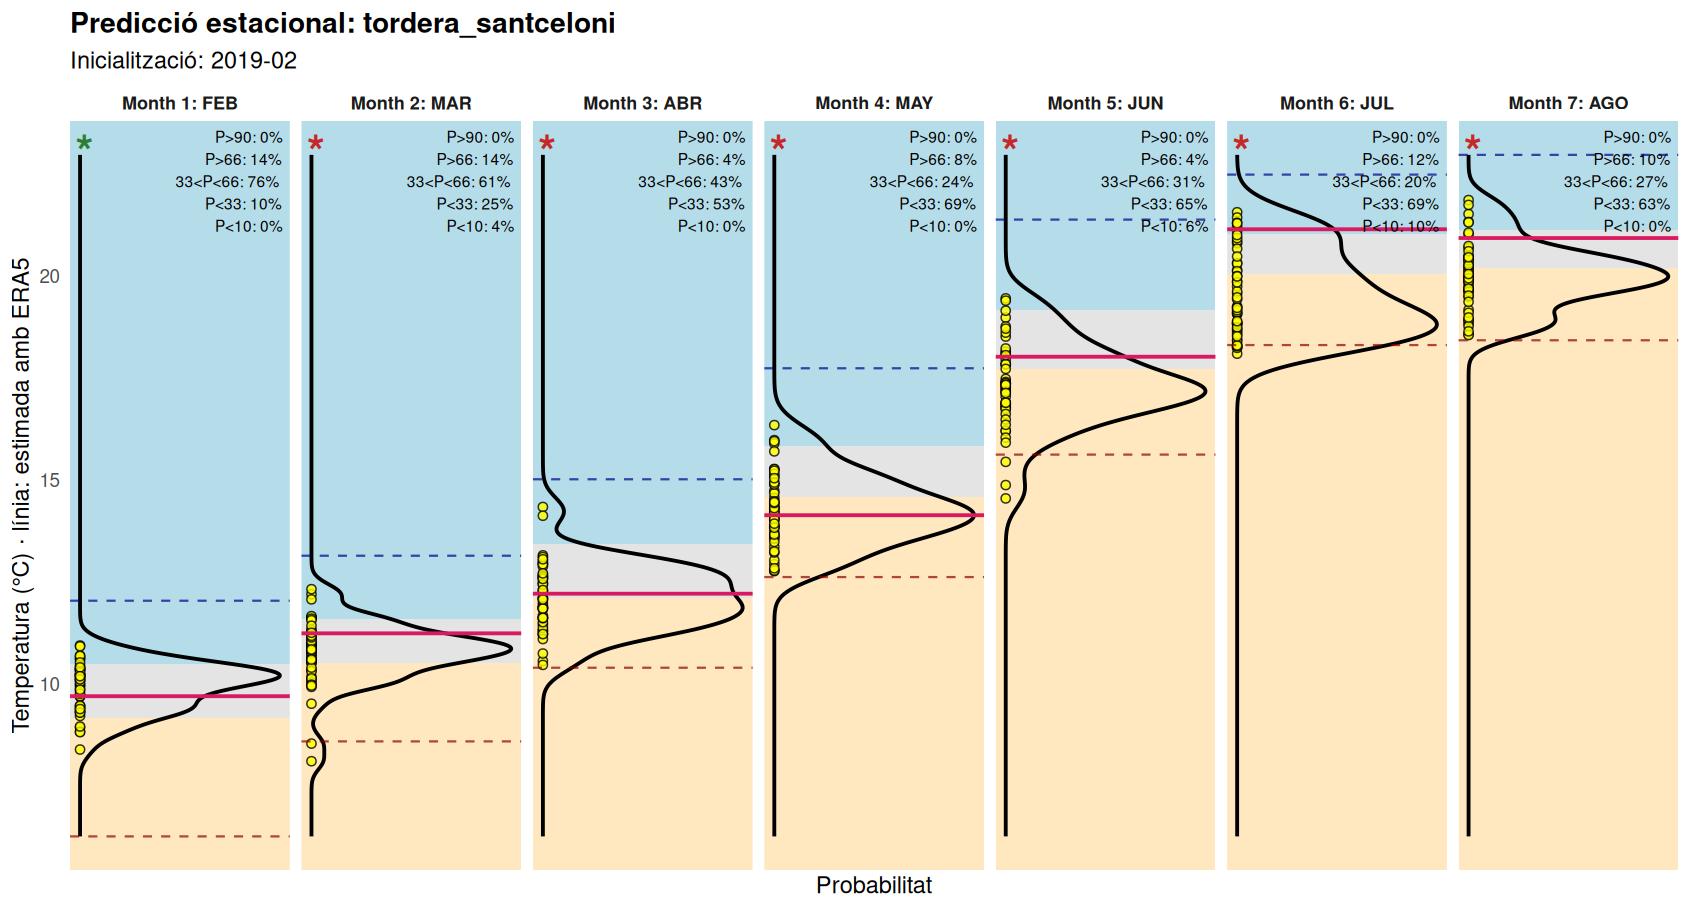 Predicció estacional: tordera_santceloni
Inicialització: 2019-02
Month 1: FEB
Month 2: MAR
Month 3: ABR
Month 4: MAY
Month 5: JUN
Month 6: JUL
Month 7: AGO
*
P>90: 0%
P>66: 14%
33<P<66: 76%
P<33: 10%
P<10: 0%
*
P>90: 0%
P>66: 14%
33<P<66: 61%
P<33: 25%
P<10: 4%
*
P>90: 0%
P>66: 4%
33<P<66: 43%
P<33: 53%
P<10: 0%
*
P>90: 0%
P>66: 8%
33<P<66: 24%
P<33: 69%
P<10: 0%
*
P>90: 0%
P>66: 4%
33<P<66: 31%
P<33: 65%
P<10: 6%
*
P>90: 0%
P>66: 12%
33<P<66: 20%
P<33: 69%
P<10: 10%
*
P>90: 0%
P>66: 10%
33<P<66: 27%
P<33: 63%
P<10: 0%
Temperatura (°C) · línia: estimada amb ERA5
20
15
10
Probabilitat